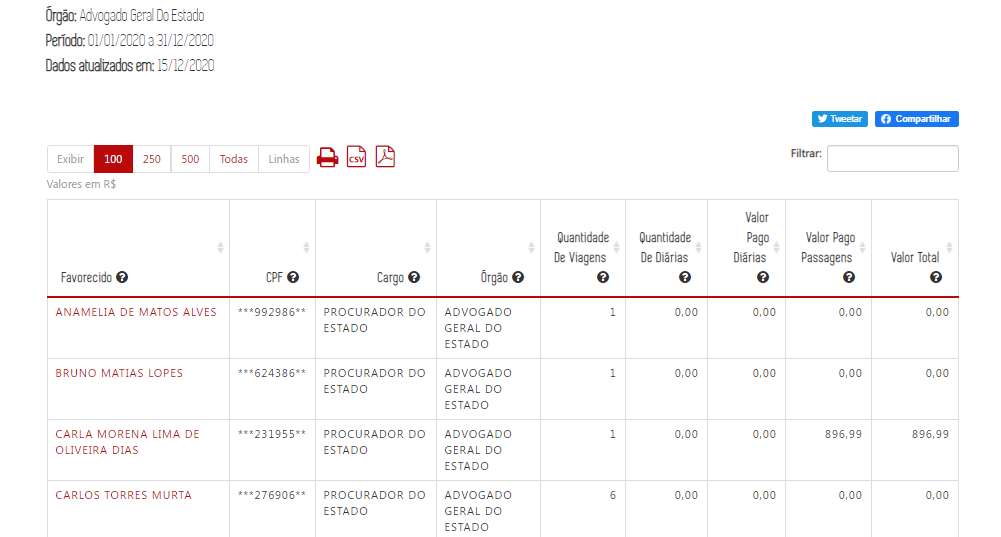 Órgão: Advogado Geral Do Estado
Período: 01/01/2020 a 31/12/2020
Dados atualizados em: 15/12/2020
Tweetar Compartilhar
Exibir 100 250 500 Todas Linhas CSV Filtrar:
Valores em R$
Favorecido ? CPF ? Cargo ? Órgão ? Quantidade De Viagens ? Quantidade De Diárias ? Valor Pago Diárias ? Valor Pago Passagens ? Valor Total ?
ANAMELIA DE MATOS ALVES ***992986** PROCURADOR DO ESTADO ADVOGADO GERAL DO ESTADO 1 0,00 0,00 0,00 0,00
BRUNO MATIAS LOPES ***624386** PROCURADOR DO ESTADO ADVOGADO GERAL DO ESTADO 1 0,00 0,00 0,00 0,00
CARLA MORENA LIMA DE OLIVEIRA DIAS ***231955** PROCURADOR DO ESTADO ADVOGADO GERAL DO ESTADO 1 0,00 0,00 896,99 896,99
CARLOS TORRES MURTA ***276906** PROCURADOR DO ESTADO ADVOGADO GERAL DO ESTADO 6 0,00 0,00 0,00 0,00